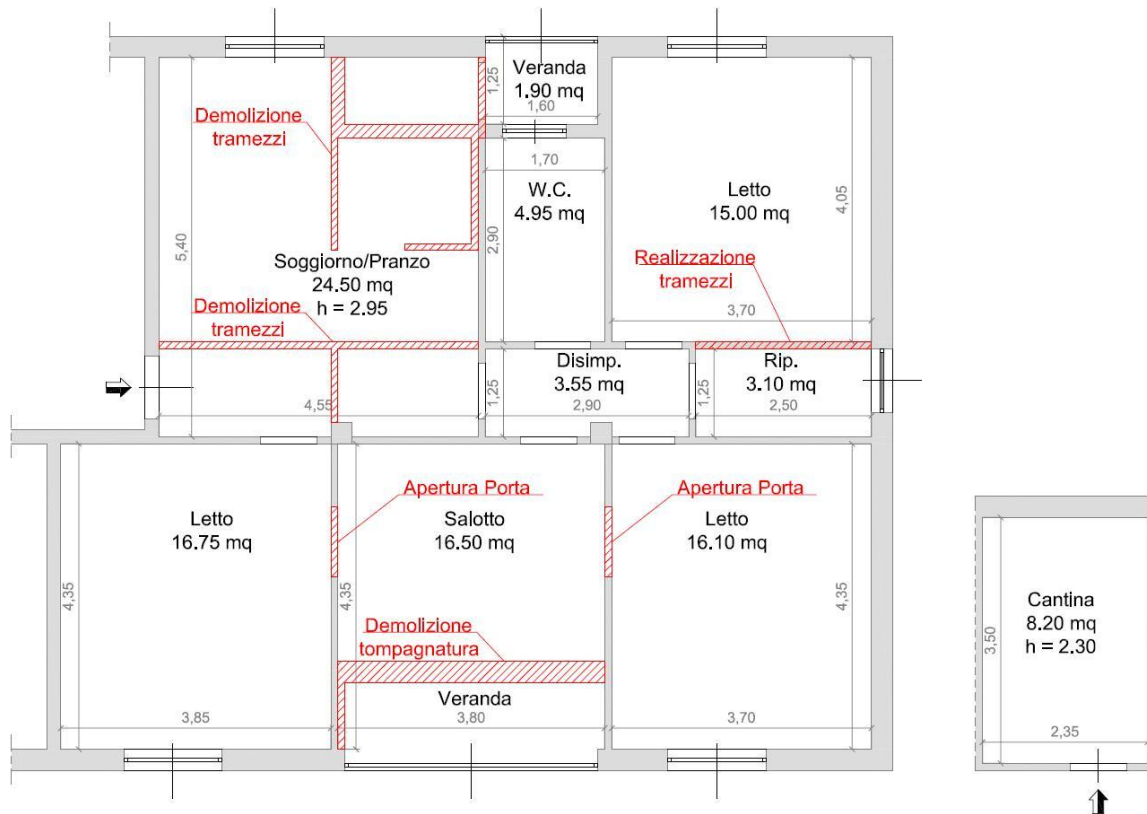 Veranda
1.90 mq
1,25
1,60
Demolizione
tramezzi
1,70
W.C.
4.95 mq
Letto
15.00 mq
4,05
5,40
2,90
Soggiorno/Pranzo
24.50 mq
h = 2.95
Realizzazione
tramezzi
Demolizione
tramezzi
3,70
Disimp.
3.55 mq
Rip.
3.10 mq
1,25
1,25
4,55
2,90
2,50
Apertura Porta
Apertura Porta
Letto
16.75 mq
Salotto
16.50 mq
Letto
16.10 mq
4,35
4,35
4,35
Demolizione
tompagnatura
Veranda
3,85
3,80
3,70
Cantina
8.20 mq
h = 2.30
3,50
2,35